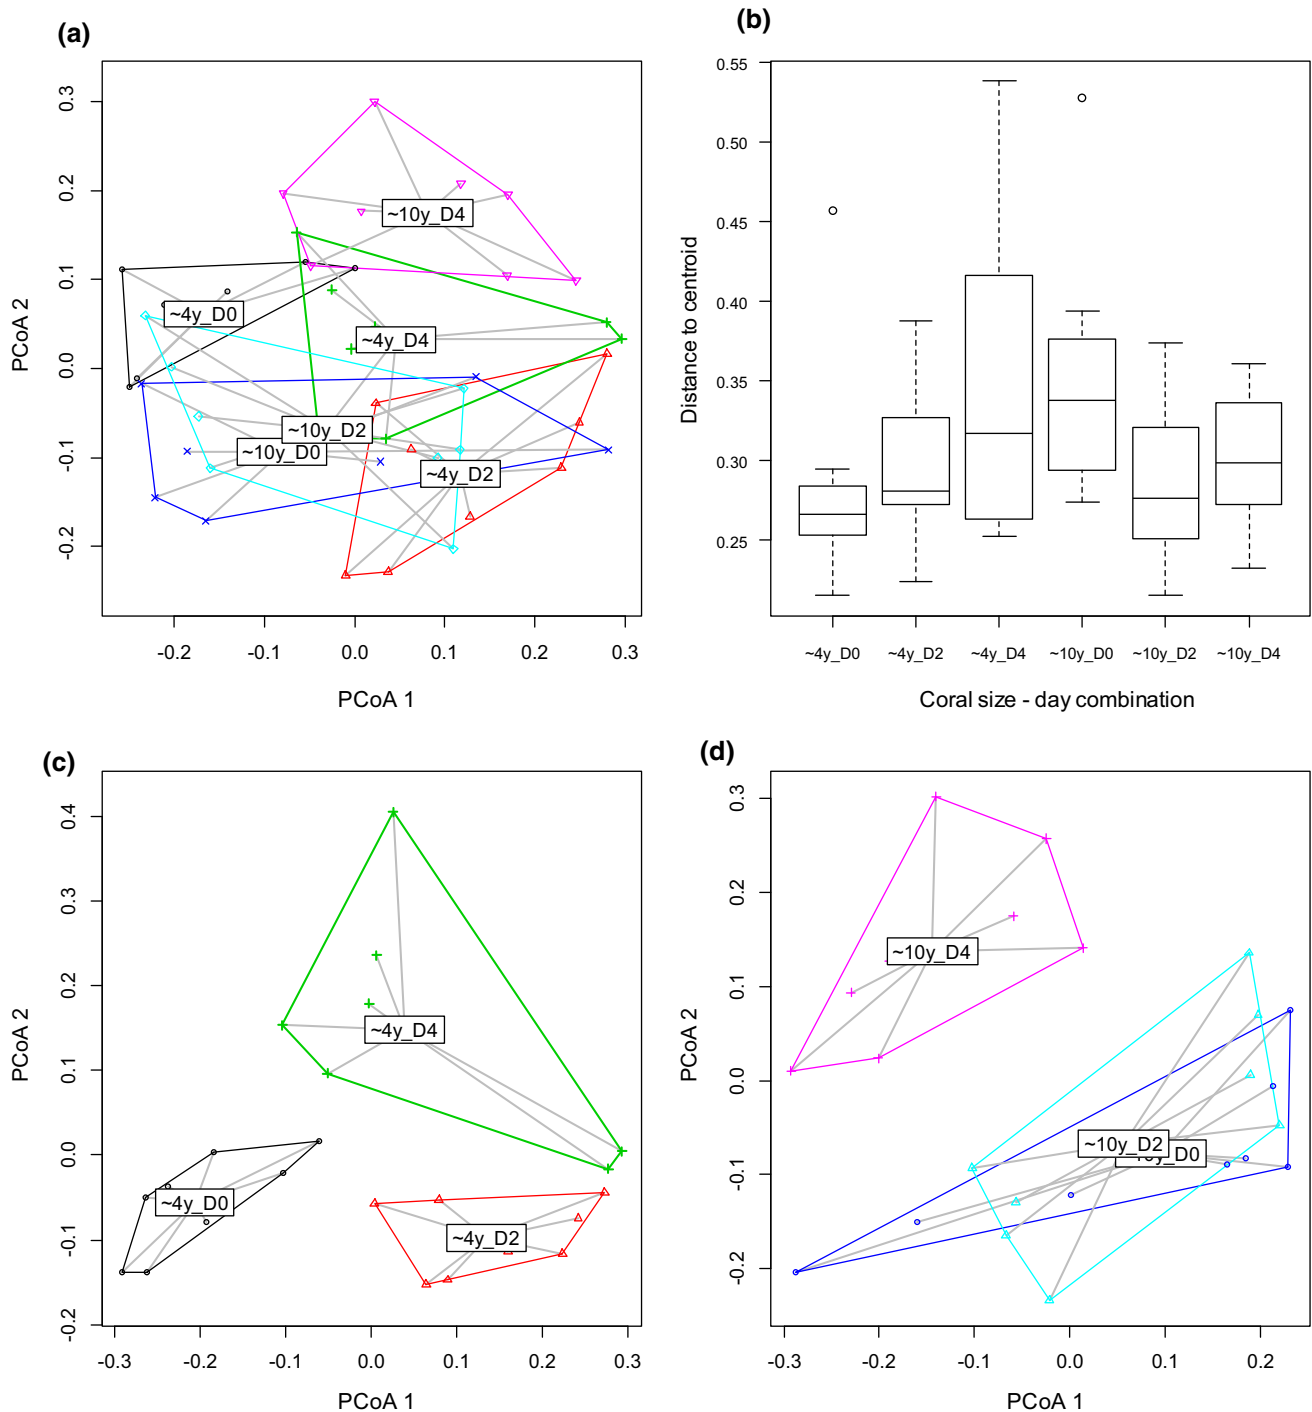 (a)
0.3
0.2
0.1
0.0
-0.1
-0.2
PCoA 2
~10y_D4
~4y_D0
~4y_D4
~10y_D2
~10y_D0
~4y_D2
-0.2 -0.1 0.0 0.1 0.2 0.3
PCoA 1
(b)
0.55
0.50
0.45
0.40
0.35
0.30
0.25
Distance to centroid
~4y_D0 ~4y_D2 ~4y_D4 ~10y_D0 ~10y_D2 ~10y_D4
Coral size - day combination
(c)
0.4
0.3
0.2
0.1
0.0
-0.1
-0.2
PCoA 2
~4y_D4
~4y_D0
~4y_D2
-0.3 -0.2 -0.1 0.0 0.1 0.2 0.3
PCoA 1
(d)
0.3
0.2
0.1
0.0
-0.1
-0.2
PCoA 2
~10y_D4
~10y_D2
~10y_D0
-0.3 -0.2 -0.1 0.0 0.1 0.2
PCoA 1